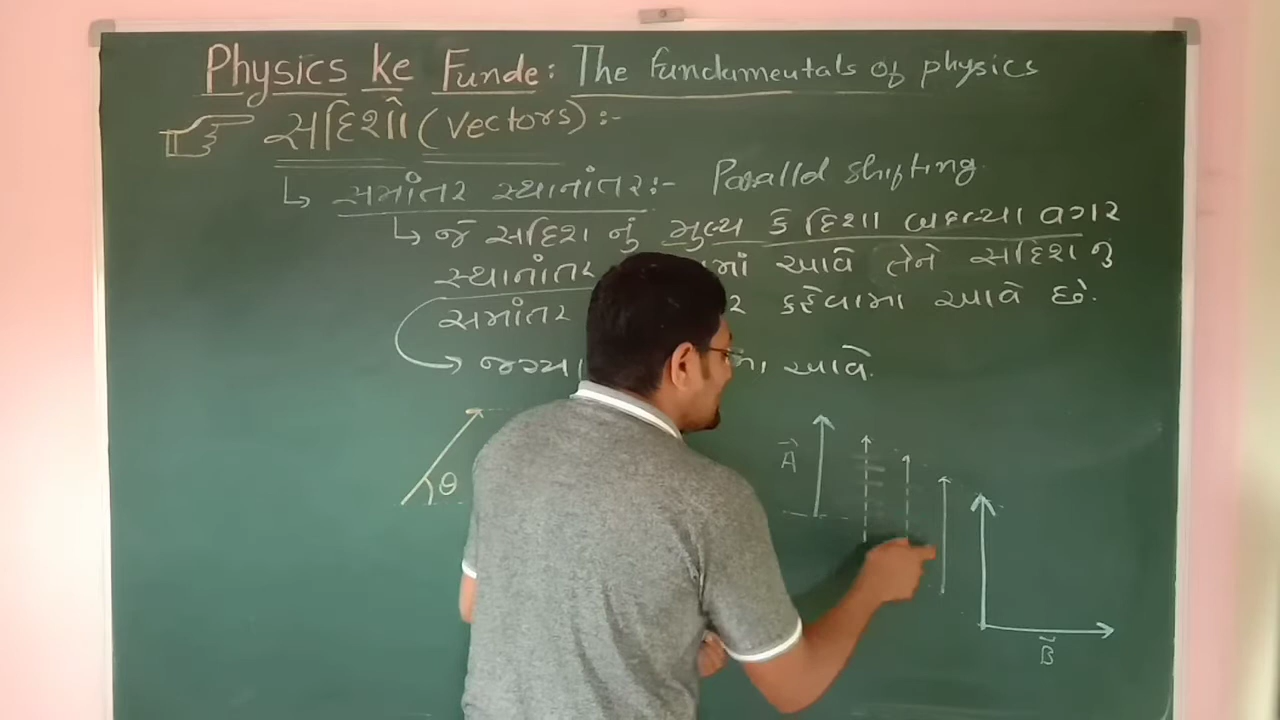 Physics ke Funde: The fundamentals of physics
સદિશો (Vectors) :-
સમાંતર સ્થાનાંતર:- Parallel shifting.
જે સદિશ નું મુલ્ય કે દિશા બદલ્યા વગર
સ્થાનાંતર માં આવે તેને સદિશ નુ
સમાંતર ર કહેવામા આવે છે.
જગ્યા મા આવે.
θ
A
B